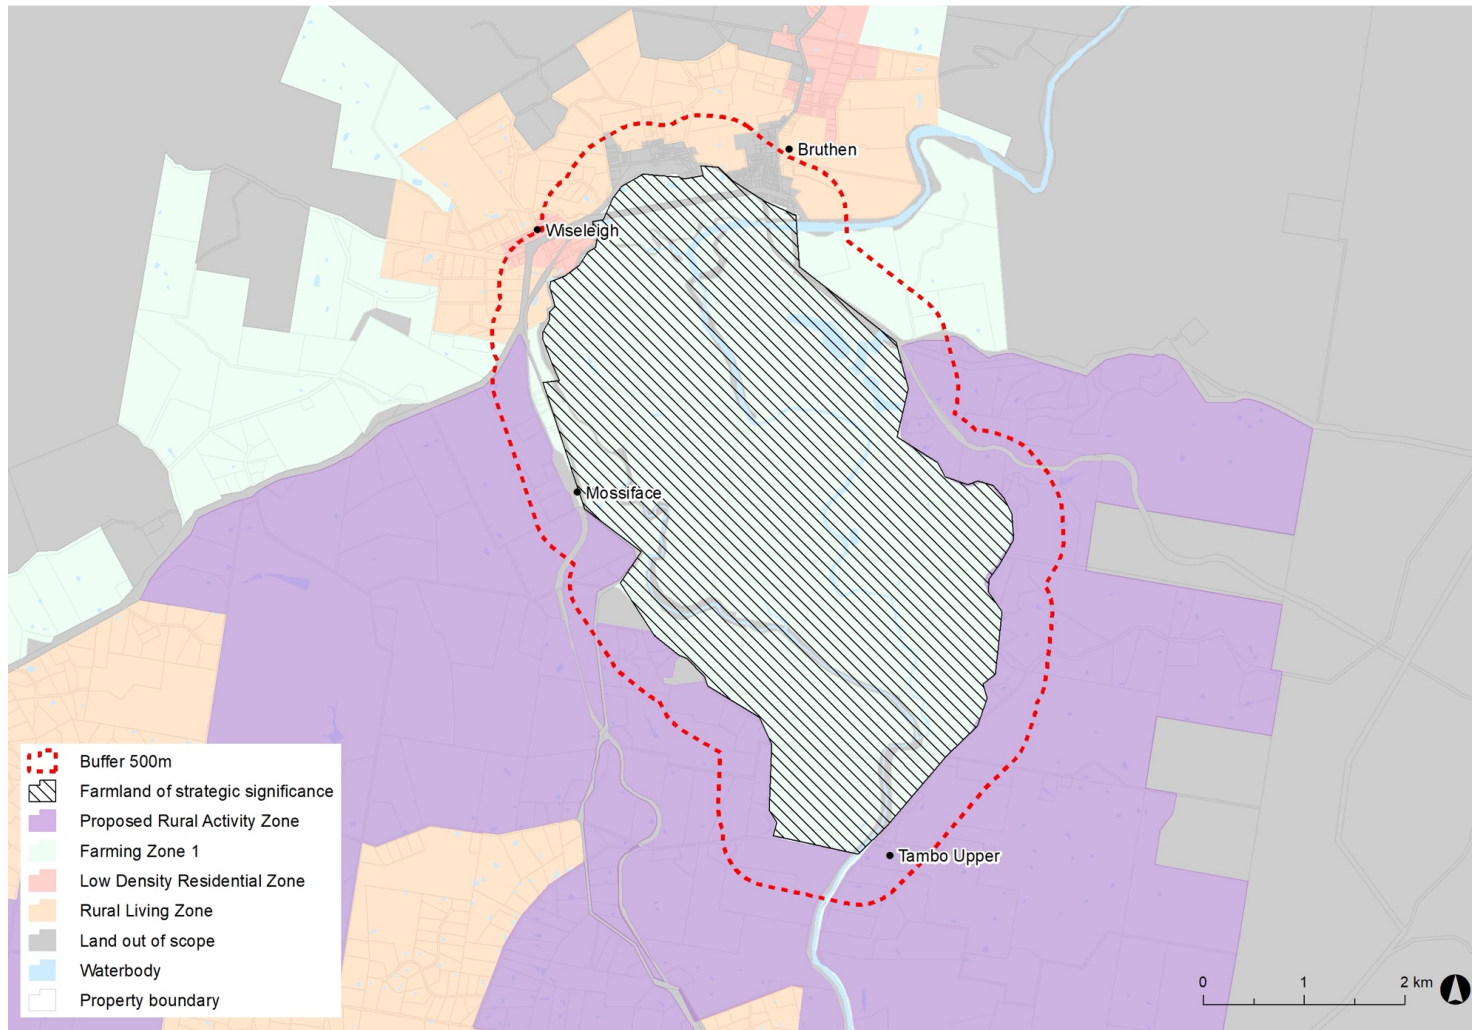 Bruthen
Wiseleigh
Mossiface
Tambo Upper
Buffer 500m
Farmland of strategic significance
Proposed Rural Activity Zone
Farming Zone 1
Low Density Residential Zone
Rural Living Zone
Land out of scope
Waterbody
Property boundary
0 1 2 km